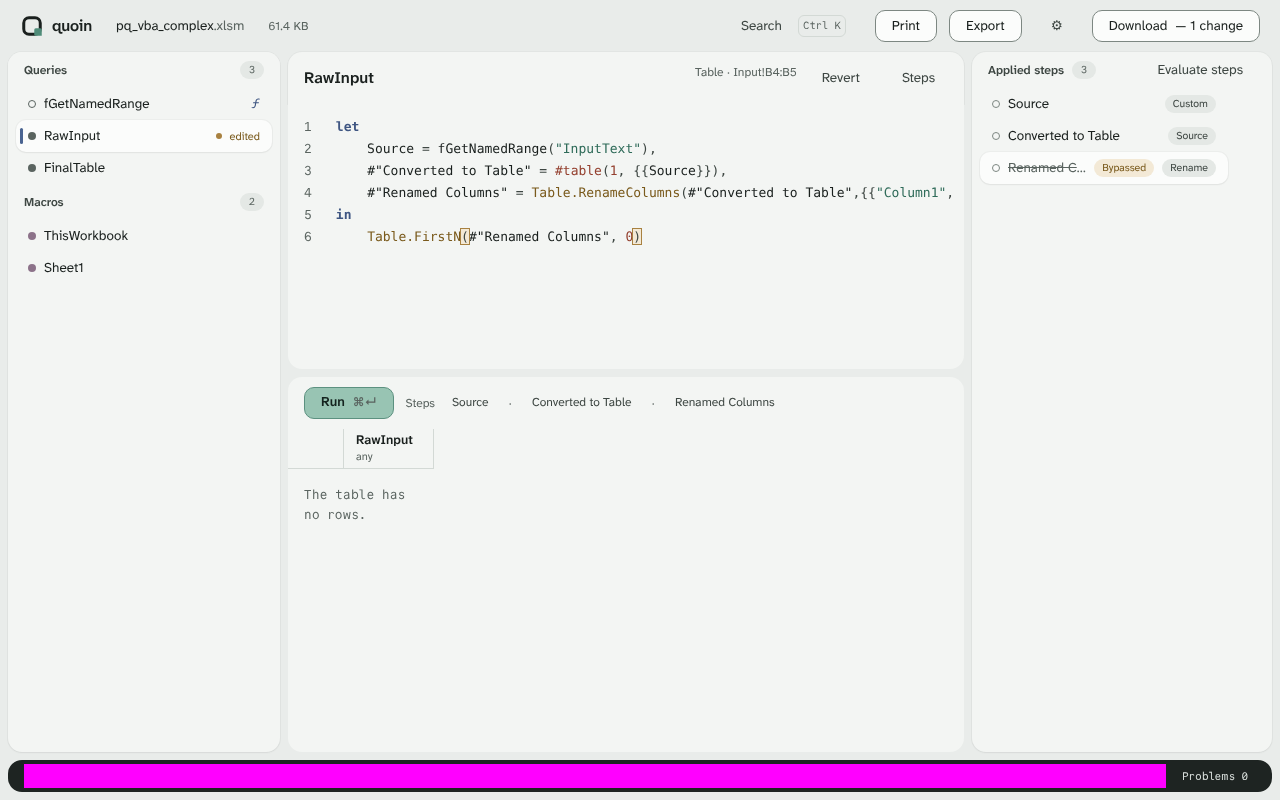 quoin
pq_vba_complex.xlsm
61.4 KB
Search
Ctrl K
Print
Export
Download — 1 change
Queries
3
fGetNamedRange
ƒ
RawInput
edited
FinalTable
Macros
2
ThisWorkbook
Sheet1
RawInput
Table · Input!B4:B5
Revert
Steps
1 let
2 Source = fGetNamedRange("InputText"),
3 #"Converted to Table" = #table(1, {{Source}}),
4 #"Renamed Columns" = Table.RenameColumns(#"Converted to Table",{{"Column1",
5 in
6 Table.FirstN(#"Renamed Columns", 0)
Run ⌘↵
Steps
Source · Converted to Table · Renamed Columns
RawInput
any
The table has
no rows.
Applied steps
3
Evaluate steps
Source
Custom
Converted to Table
Source
Renamed C…
Bypassed
Rename
Problems 0